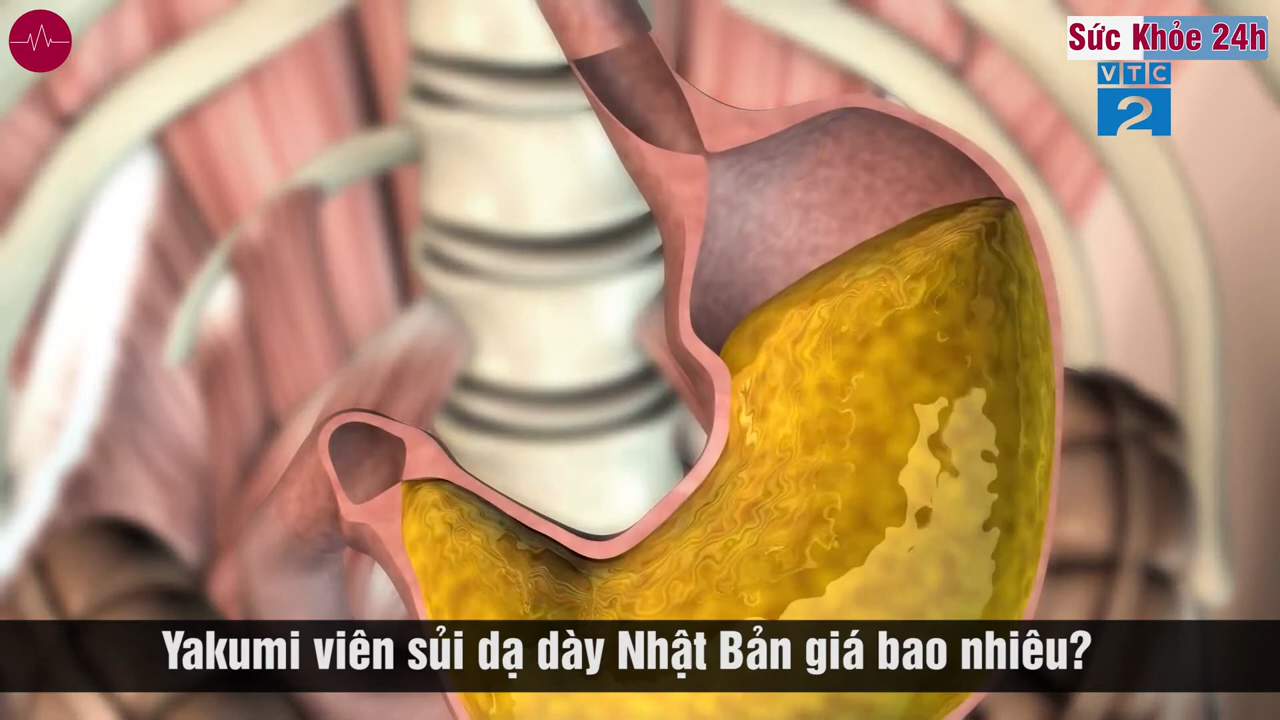 Sức Khỏe 24h
VTC
2
Yakumi viên sủi dạ dày Nhật Bản giá bao nhiêu?